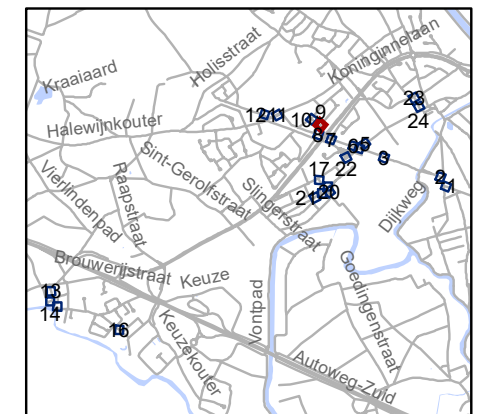 Koninginnelaan
Holisstraat
Kraaiaard
23
24
12
11
10
9
8
7
Halewijnkouter
6
5
3
22
Sint-Gerolfstraat
Vierlindenpad
Raapstraat
17
2
1
Slingerstraat
21
20
Dijkweg
Brouwerijstraat
Keuze
Goedingenstraat
13
14
Vontpad
16
Keuzekouter
Autoweg-Zuid